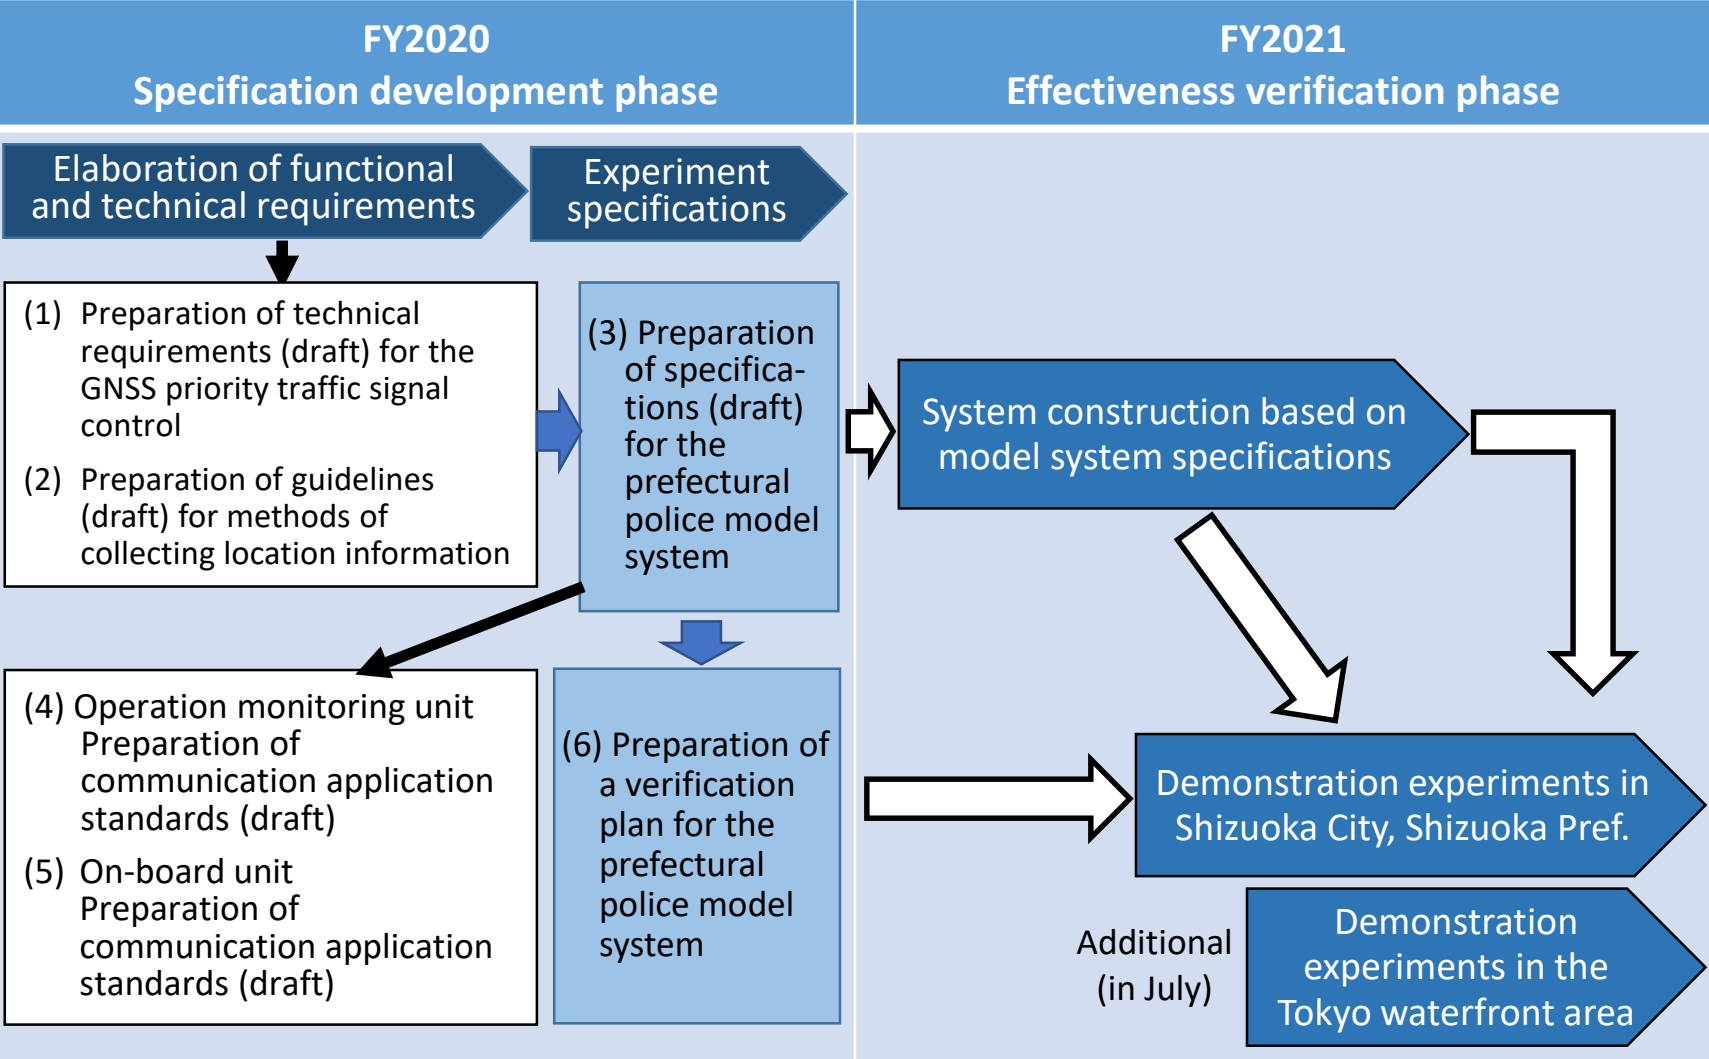 FY2020
Specification development phase
FY2021
Effectiveness verification phase
Elaboration of functional
and technical requirements
Experiment
specifications
(1) Preparation of technical
requirements (draft) for the
GNSS priority traffic signal
control
(2) Preparation of guidelines
(draft) for methods of
collecting location information
(3) Preparation
of specifica-
tions (draft)
for the
prefectural
police model
system
System construction based on
model system specifications
(4) Operation monitoring unit
Preparation of
communication application
standards (draft)
(5) On-board unit
Preparation of
communication application
standards (draft)
(6) Preparation of
a verification
plan for the
prefectural
police model
system
Demonstration experiments in
Shizuoka City, Shizuoka Pref.
Additional
(in July)
Demonstration
experiments in the
Tokyo waterfront area